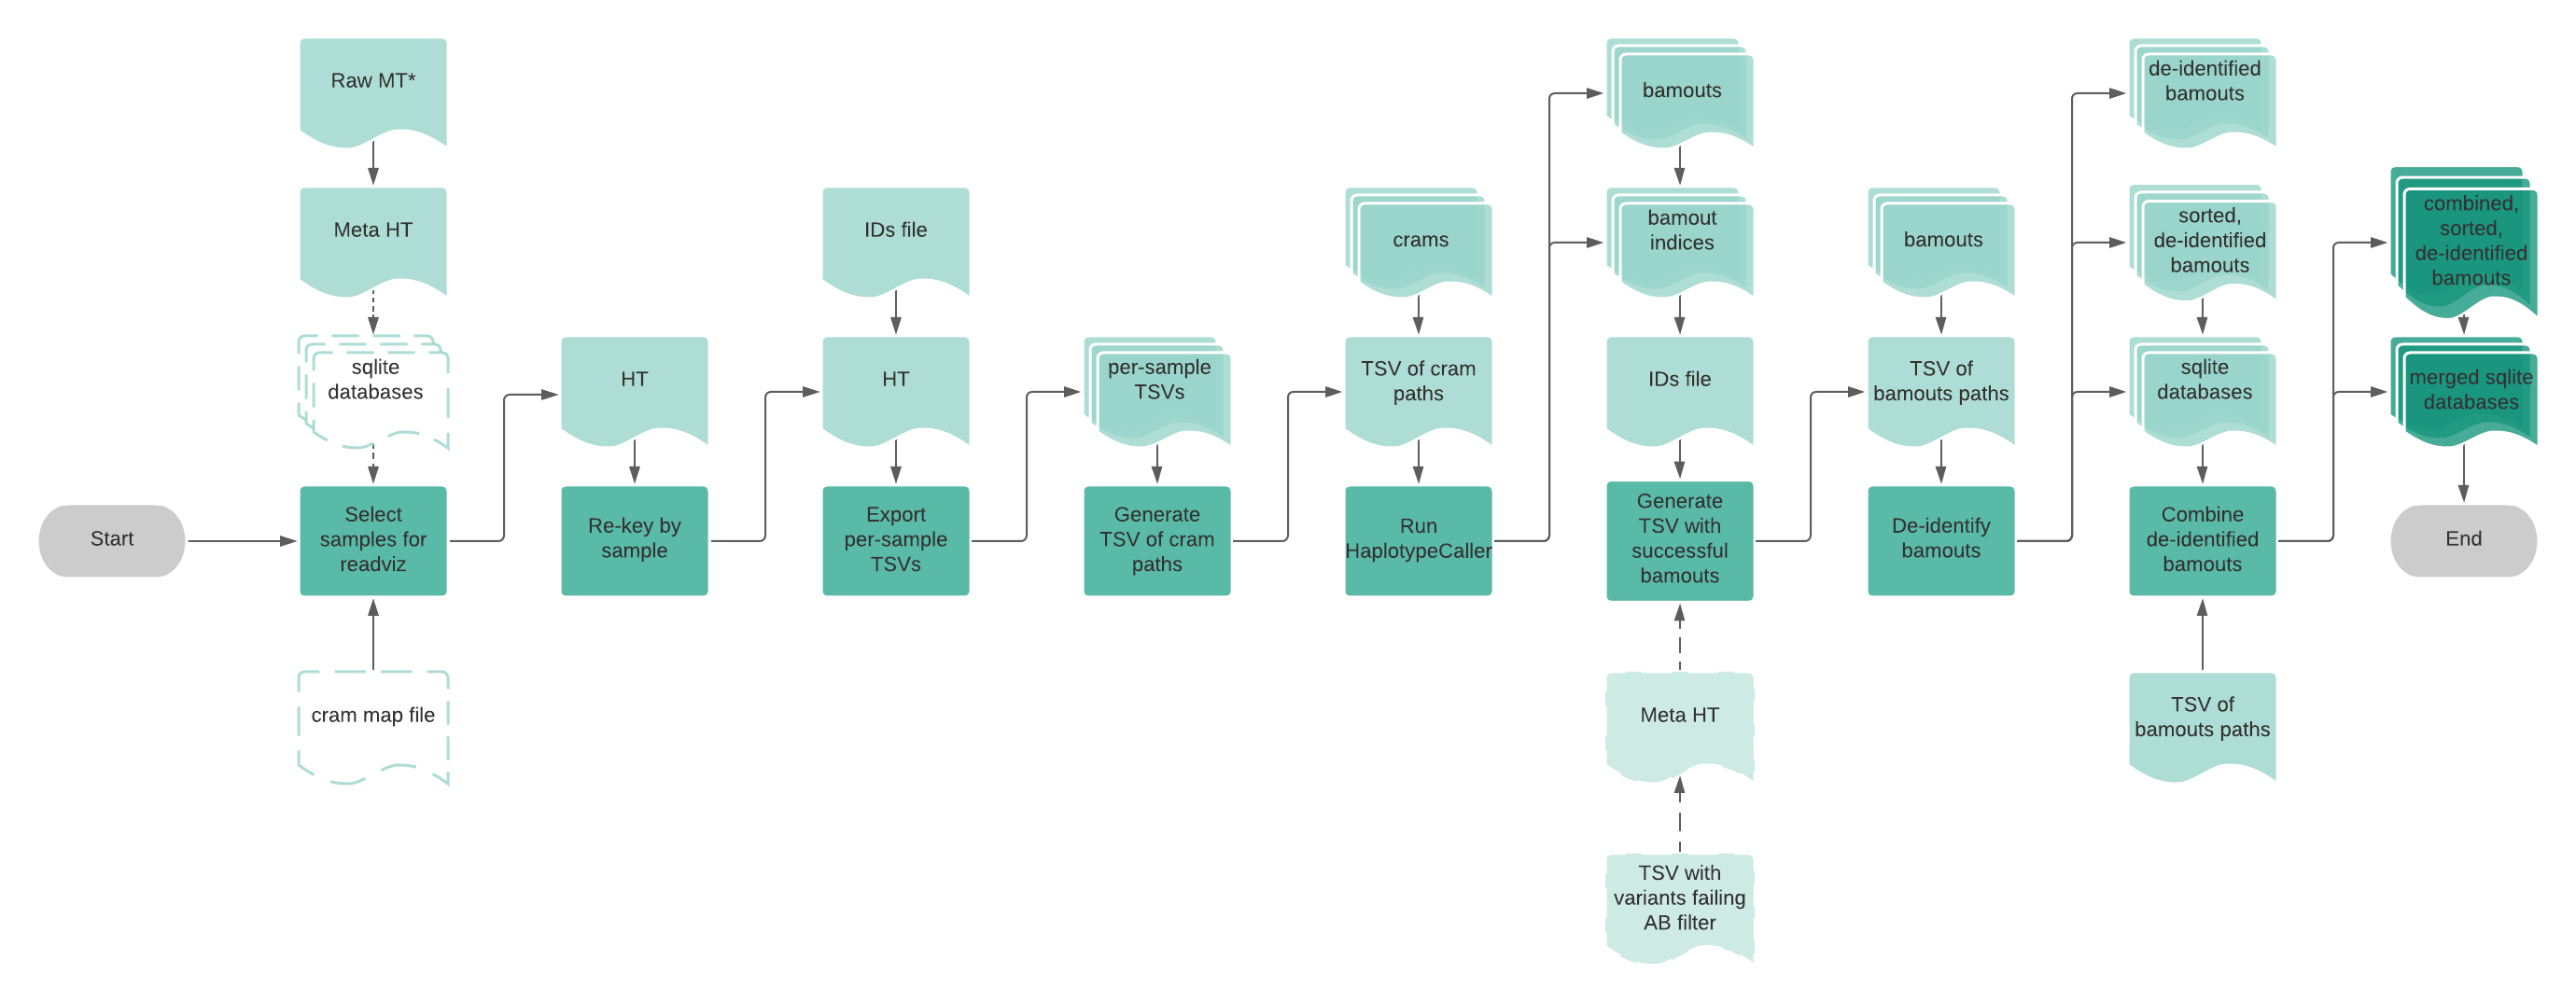 Start
Raw MT*
Meta HT
sqlite
databases
Select
samples for
readviz
cram map file
HT
Re-key by
sample
IDs file
HT
Export
per-sample
TSVs
per-sample
TSVs
Generate
TSV of cram
paths
crams
TSV of cram
paths
Run
HaplotypeCaller
bamouts
bamout
indices
IDs file
Generate
TSV with
successful
bamouts
Meta HT
TSV with
variants failing
AB filter
bamouts
TSV of
bamouts paths
De-identify
bamouts
de-identified
bamouts
sorted,
de-identified
bamouts
sqlite
databases
Combine
de-identified
bamouts
TSV of
bamouts paths
combined,
sorted,
de-identified
bamouts
merged sqlite
databases
End